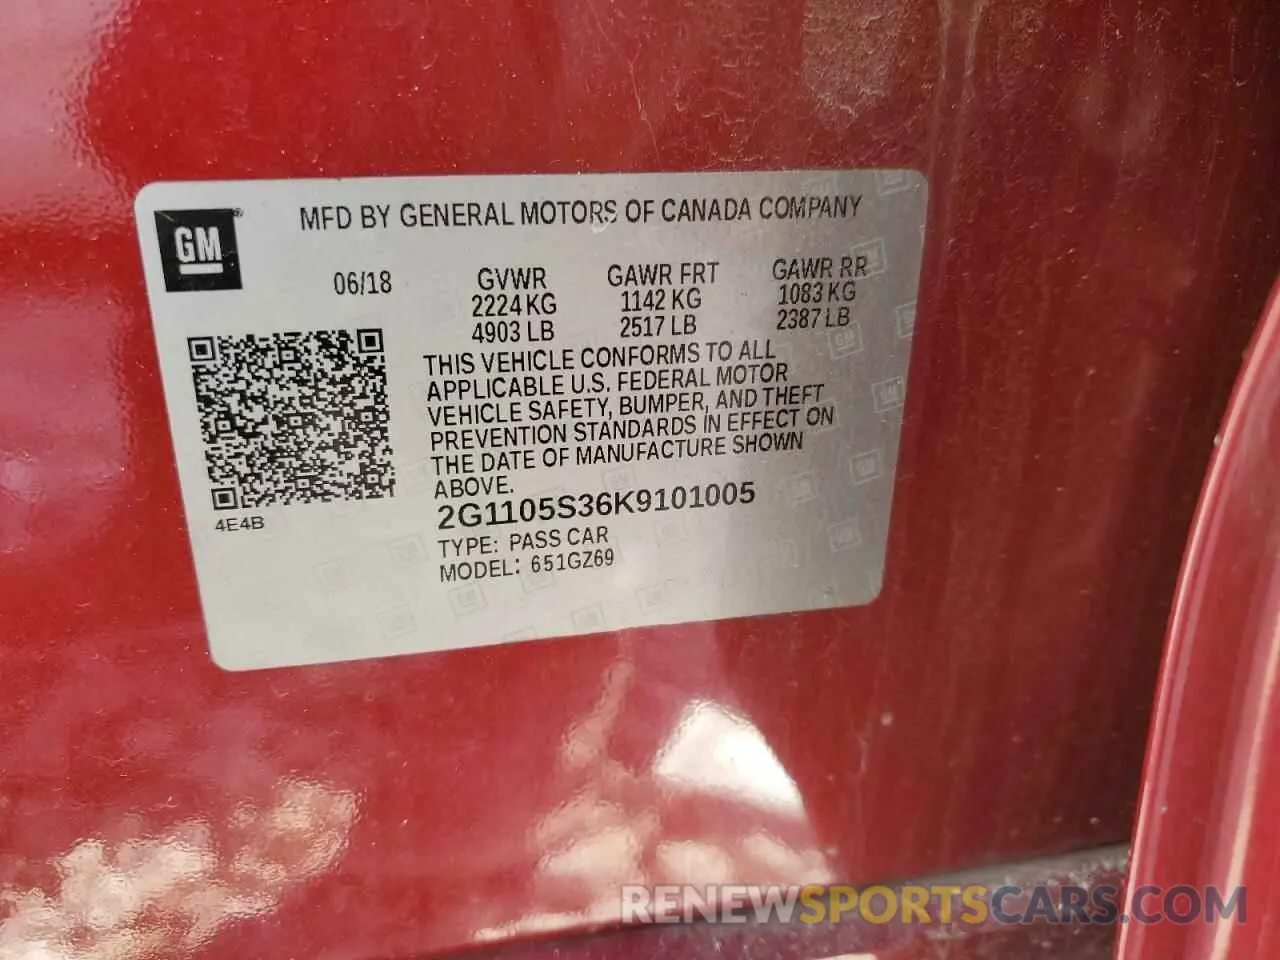 MFD BY GENERAL MOTORS OF CANADA COMPANY
GM®
06/18 GVWR GAWR FRT GAWR RR
2224 KG 1142 KG 1083 KG
4903 LB 2517 LB 2387 LB
THIS VEHICLE CONFORMS TO ALL
APPLICABLE U.S. FEDERAL MOTOR
VEHICLE SAFETY, BUMPER, AND THEFT
PREVENTION STANDARDS IN EFFECT ON
THE DATE OF MANUFACTURE SHOWN
ABOVE.
4E4B
2G1105S36K9101005
TYPE: PASS CAR
MODEL: 651GZ69
RENEWSPORTSCARS.COM